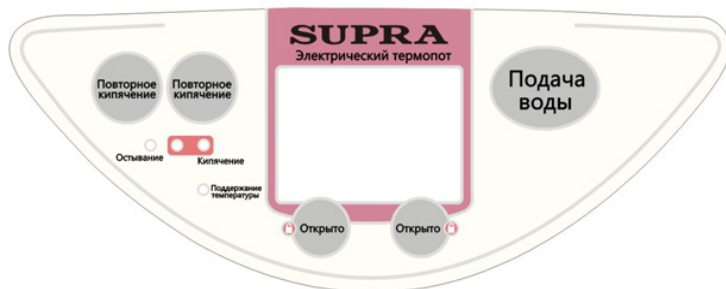 SUPRA
Электрический термопот
Повторное
кипячение
Повторное
кипячение
Подача
воды
Остывание
Кипячение
Поддержание
температуры
Открыто
Открыто